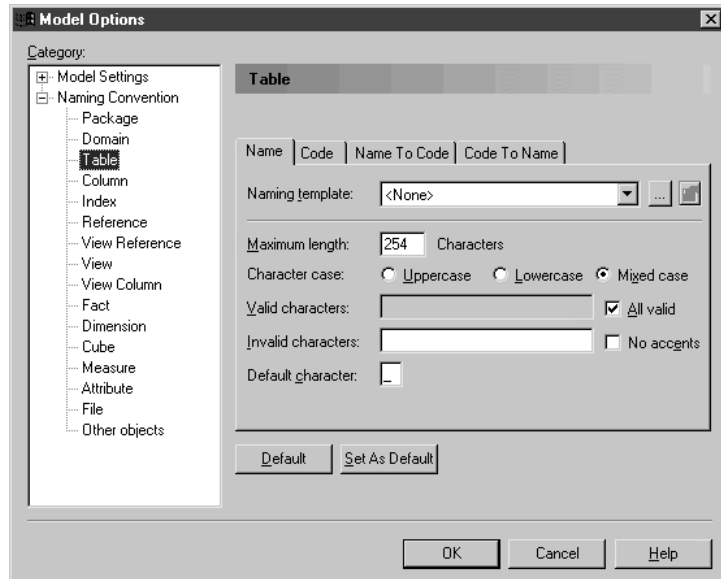 Model Options
Category:
Model Settings
Naming Convention
Package
Domain
Table
Column
Index
Reference
View Reference
View
View Column
Fact
Dimension
Cube
Measure
Attribute
File
Other objects
Table
Name Code Name To Code Code To Name
Naming template: <None> ...
Maximum length: 254 Characters
Character case: Uppercase Lowercase Mixed case
Valid characters: All valid
Invalid characters: No accents
Default character: _
Default Set As Default
OK Cancel Help